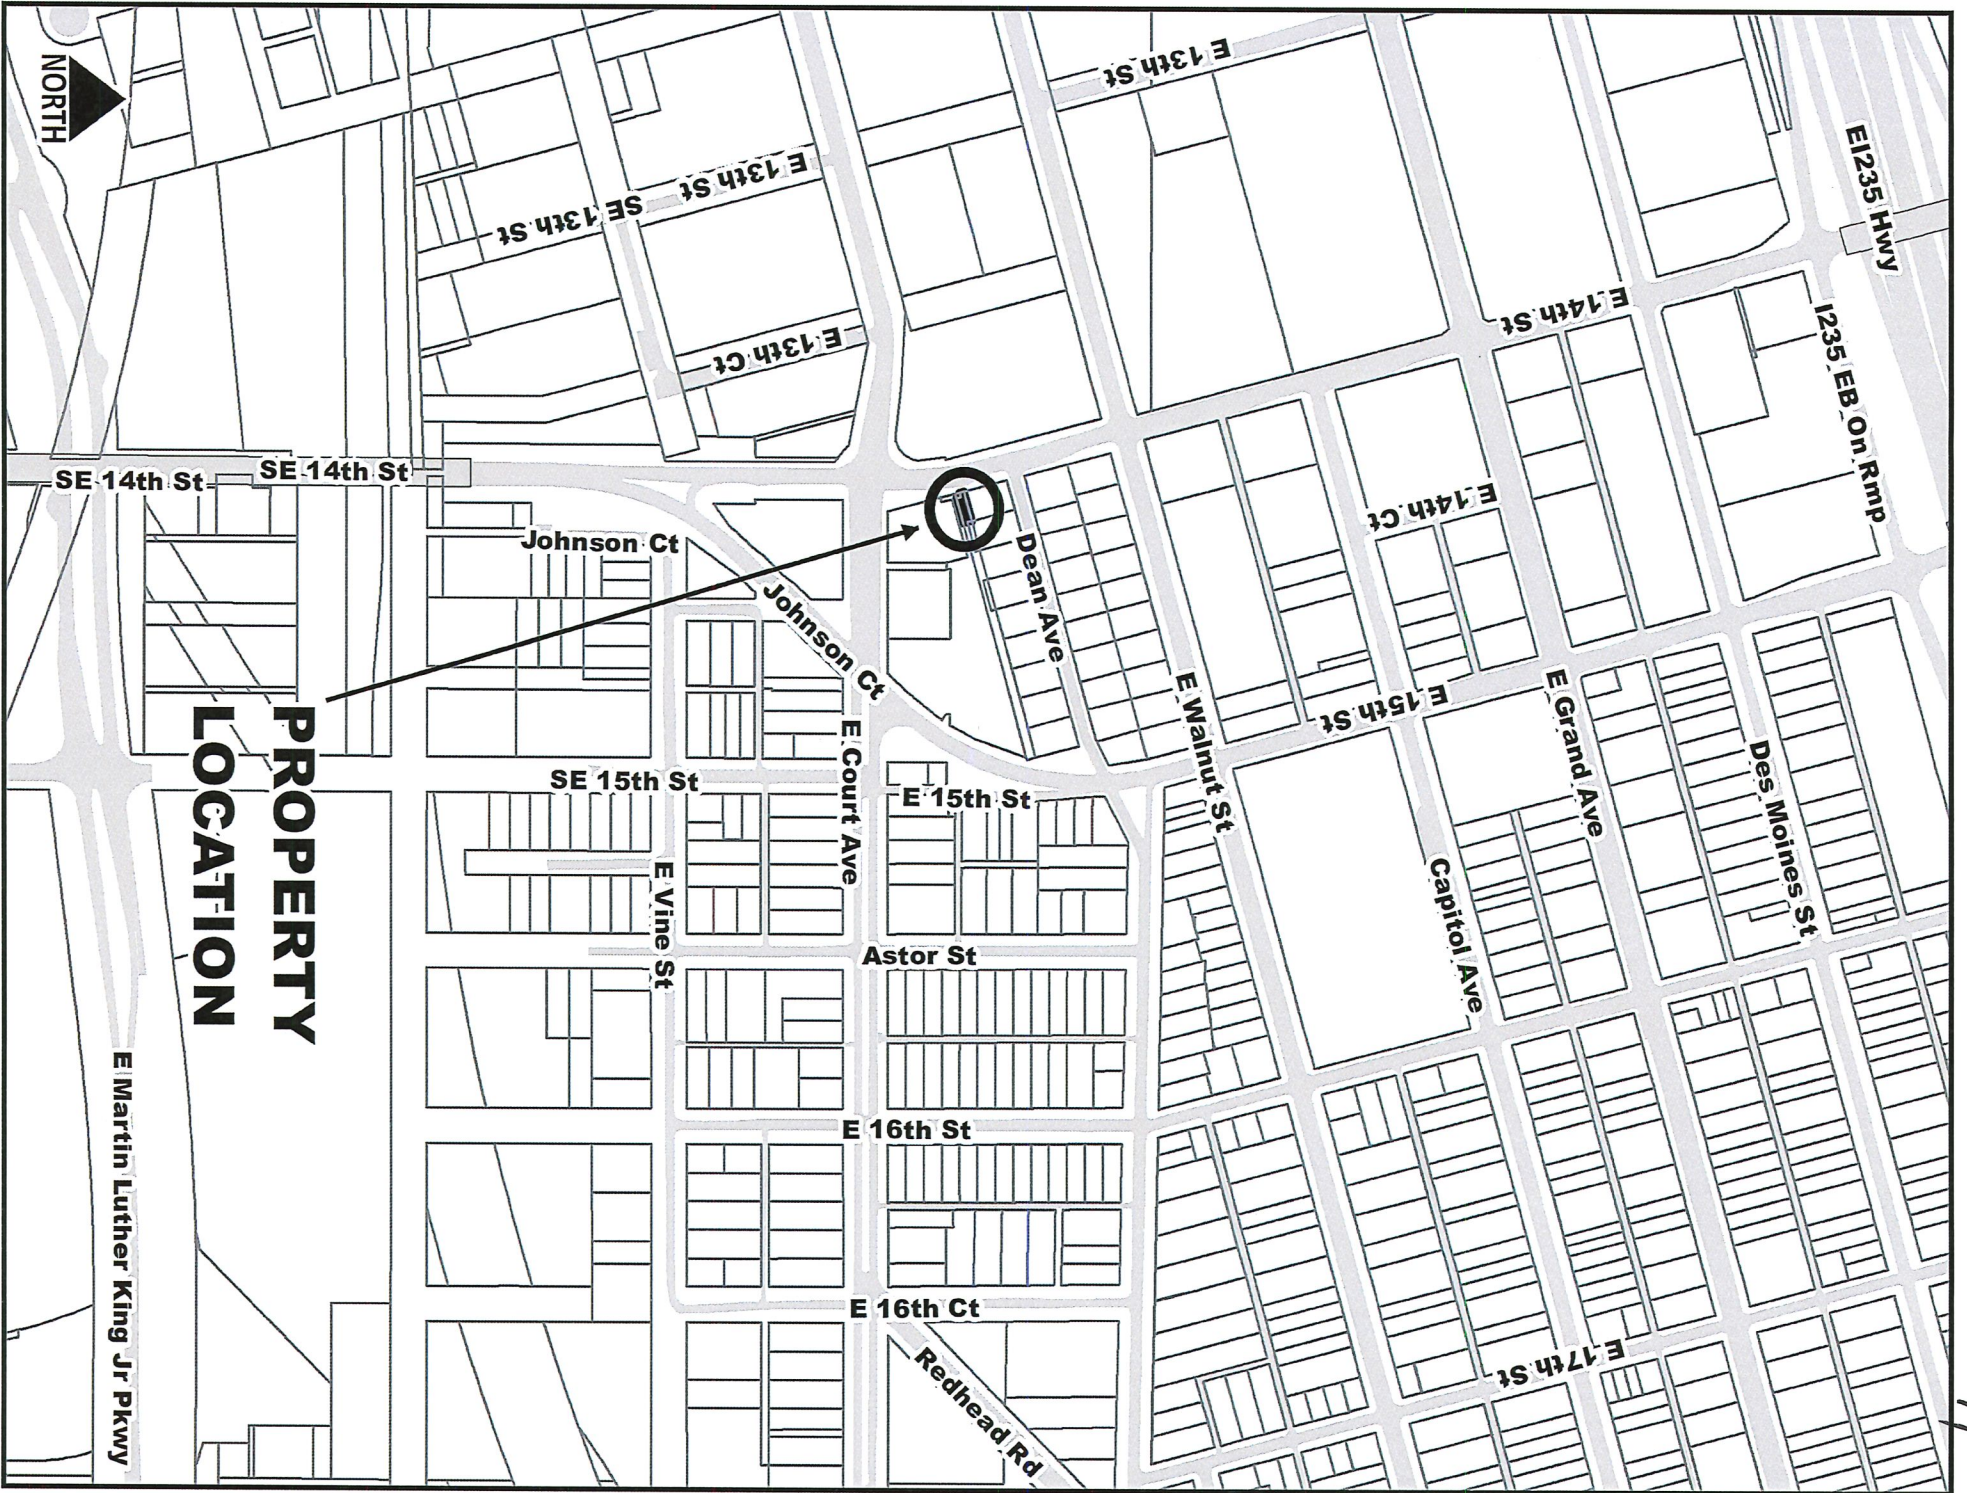 NORTH
E 13th St
E 13th St
SE 13th St
E 13th Ct
E 14th St
EI235 Hwy
I235 EB On Rmp
SE 14th St
SE 14th St
E 14th Ct
Johnson Ct
Johnson Ct
Dean Ave
E 15th St
E Walnut St
E Grand Ave
Des Moines St
PROPERTY
LOCATION
SE 15th St
E Court Ave
E 15th St
Capitol Ave
E Vine St
Astor St
E Martin Luther King Jr Pkwy
E 16th St
E 16th Ct
Redhead Rd
E 17th St